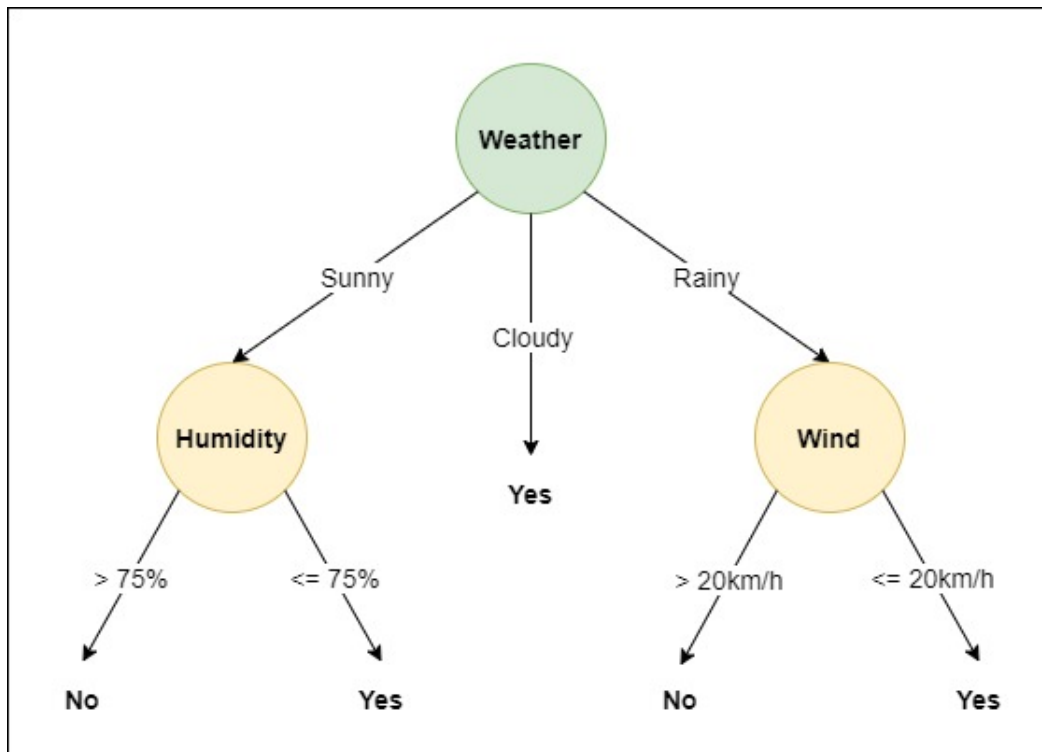 Weather
Sunny
Rainy
Cloudy
Humidity
Wind
Yes
> 75%
<= 75%
> 20km/h
<= 20km/h
No
Yes
No
Yes